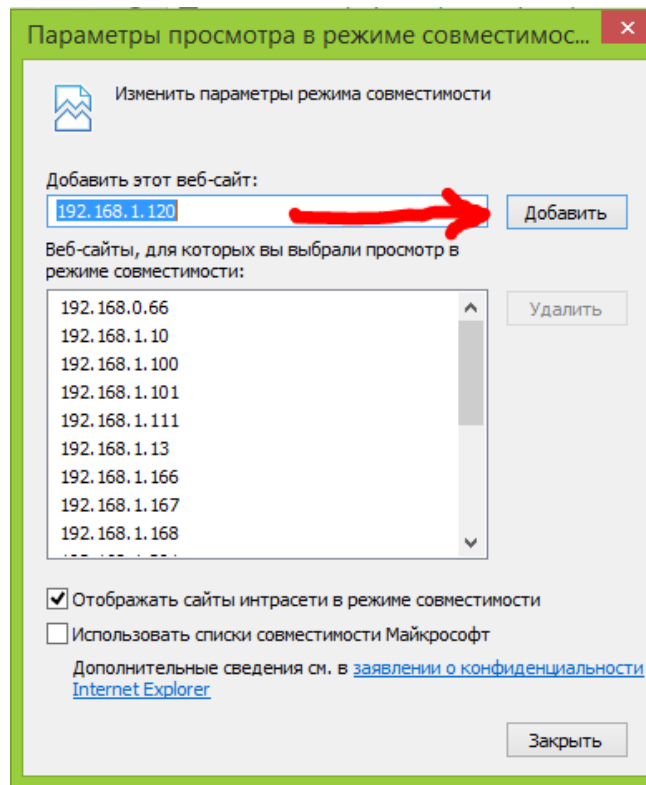 Параметры просмотра в режиме совместимос...
Изменить параметры режима совместимости
Добавить этот веб-сайт:
192.168.1.120
Добавить
Веб-сайты, для которых вы выбрали просмотр в
режиме совместимости:
192.168.0.66
Удалить
192.168.1.10
192.168.1.100
192.168.1.101
192.168.1.111
192.168.1.13
192.168.1.166
192.168.1.167
192.168.1.168
Отображать сайты интрасети в режиме совместимости
Использовать списки совместимости Майкрософт
Дополнительные сведения см. в заявлении о конфиденциальности
Internet Explorer
Закрыть